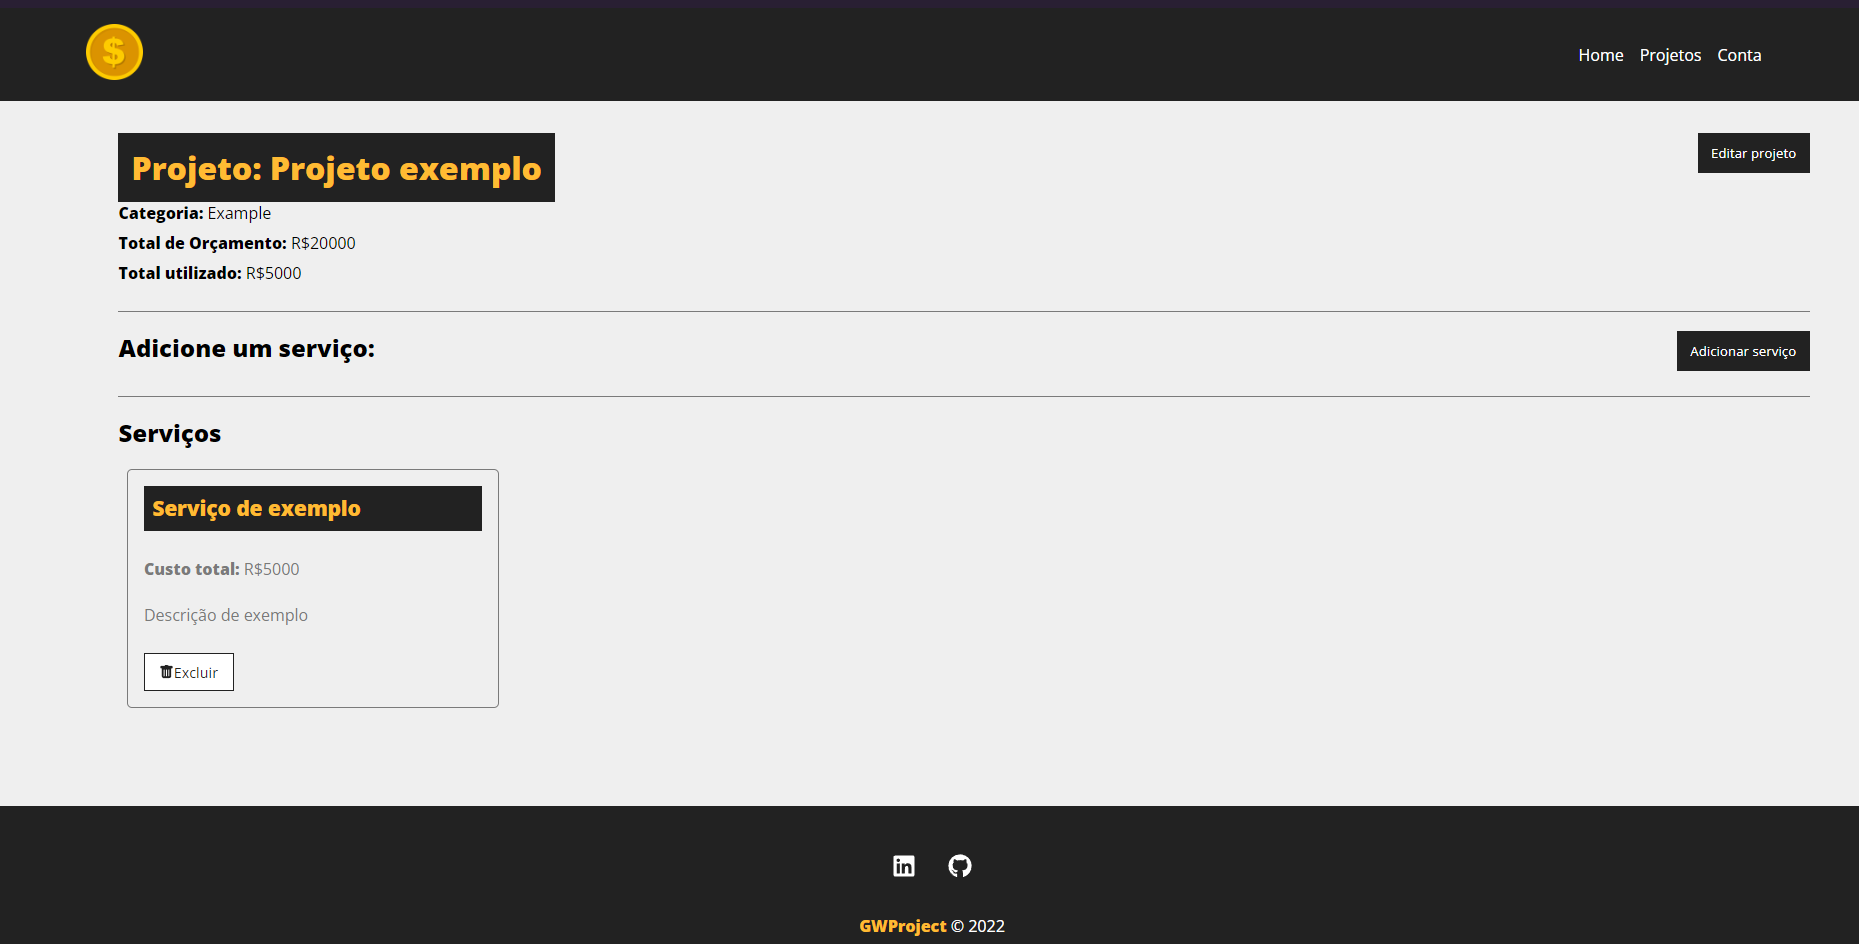 $
Home Projetos Conta
Projeto: Projeto exemplo
Editar projeto
Categoria: Example
Total de Orçamento: R$20000
Total utilizado: R$5000
Adicione um serviço:
Adicionar serviço
Serviços
Serviço de exemplo
Custo total: R$5000
Descrição de exemplo
Excluir
in
GWProject © 2022